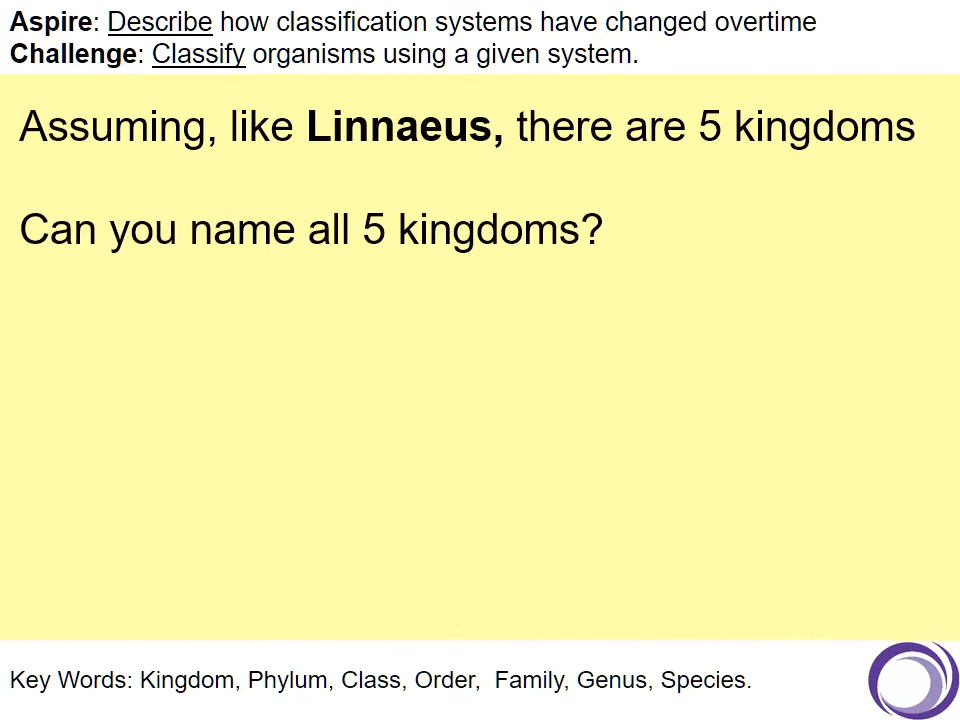 Aspire: Describe how classification systems have changed overtime
Challenge: Classify organisms using a given system.
Assuming, like Linnaeus, there are 5 kingdoms
Can you name all 5 kingdoms?
Key Words: Kingdom, Phylum, Class, Order,  Family, Genus, Species.